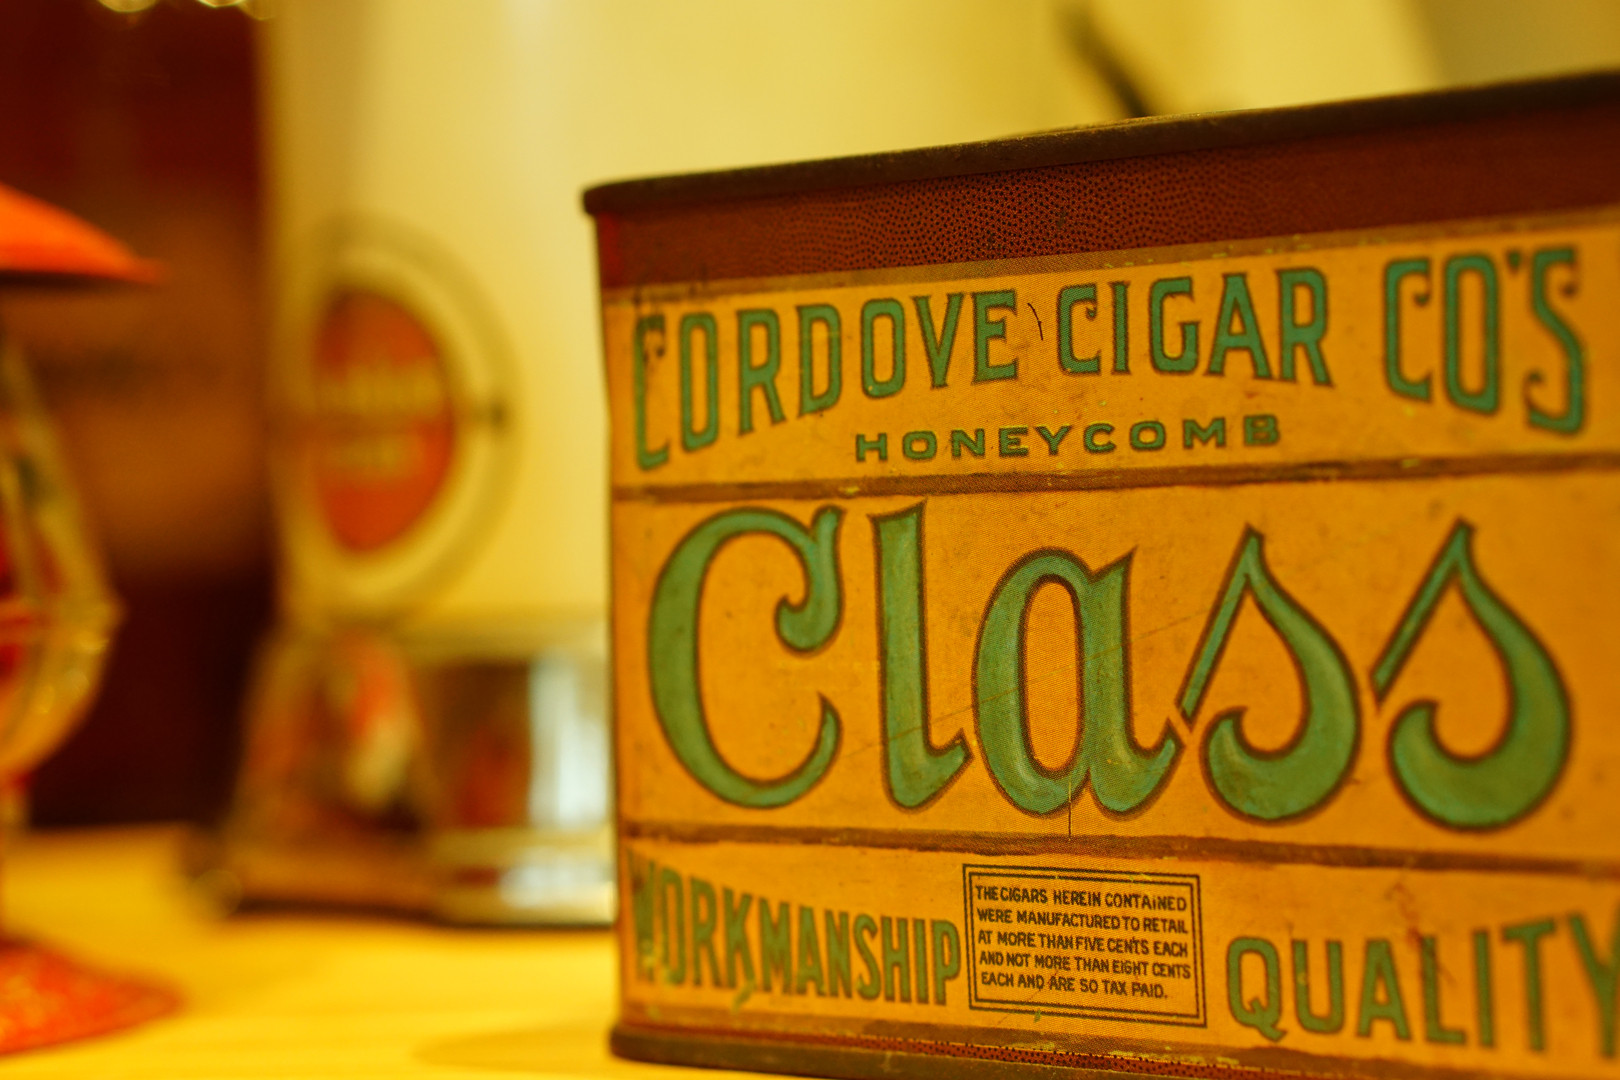 CORDOVE CIGAR CO'S
HONEYCOMB
Class
WORKMANSHIP
THE CIGARS HEREIN CONTAINED
WERE MANUFACTURED TO RETAIL
AT MORE THAN FIVE CENTS EACH
AND NOT MORE THAN EIGHT CENTS
EACH AND ARE SO TAX PAID.
QUALITY